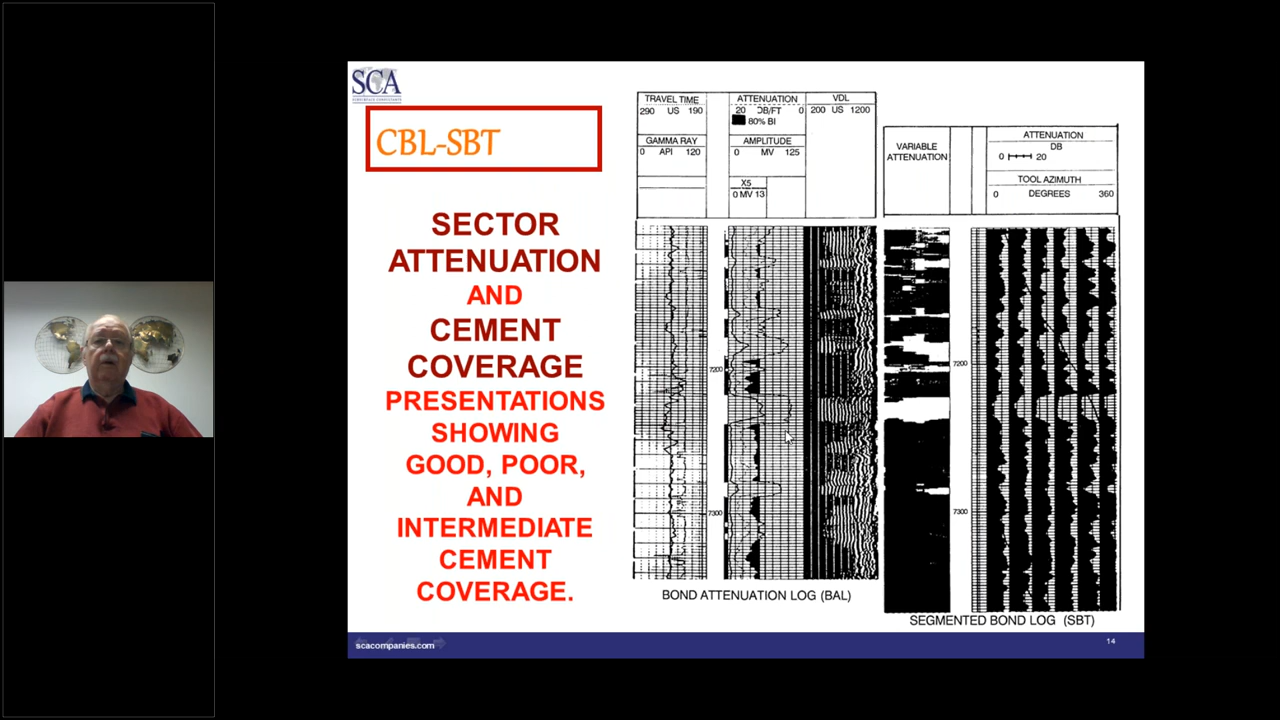 SCA
CBL-SBT
SECTOR
ATTENUATION
AND
CEMENT
COVERAGE
PRESENTATIONS
SHOWING
GOOD, POOR,
AND
INTERMEDIATE
CEMENT
COVERAGE.
TRAVEL TIME
290 US 190
GAMMA RAY
0 API 120
ATTENUATION
20 DB/FT 0
80% BI
AMPLITUDE
0 MV 125
X5
0 MV 13
VDL
200 US 1200
7200
7300
BOND ATTENUATION LOG (BAL)
VARIABLE
ATTENUATION
ATTENUATION
DB
0 20
TOOL AZIMUTH
0 DEGREES 360
7200
7300
SEGMENTED BOND LOG (SBT)
scacompanies.com
14